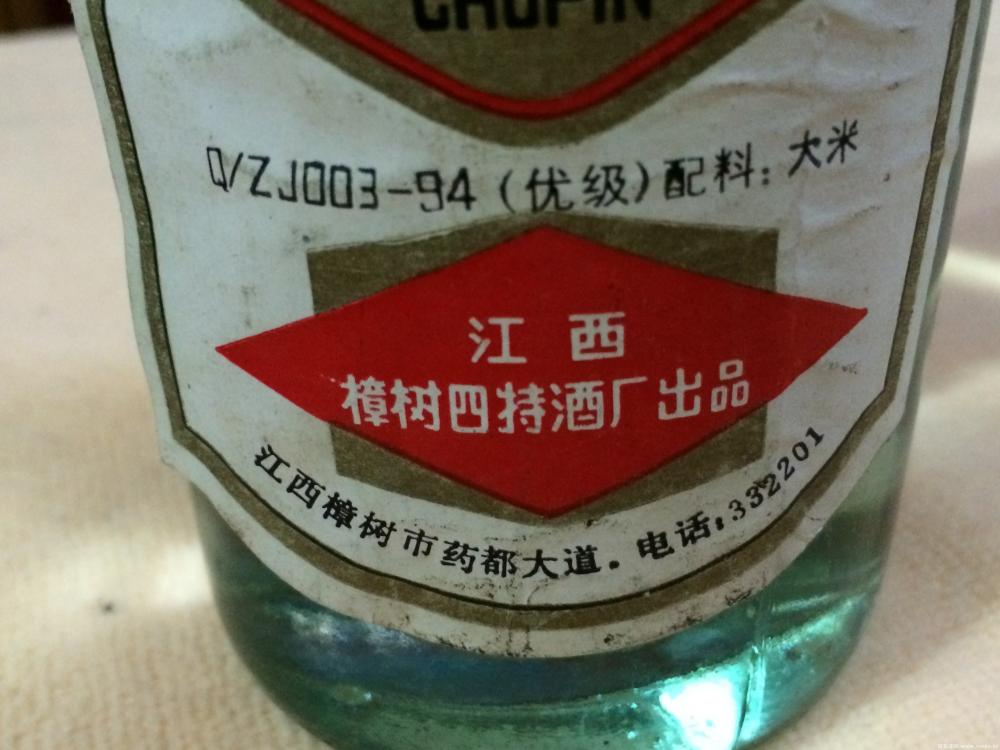 CHUPIN
Q/ZJ003-94(优级)配料:大米
江西
樟树四特酒厂出品
江西樟树市药都大道.电话:332201